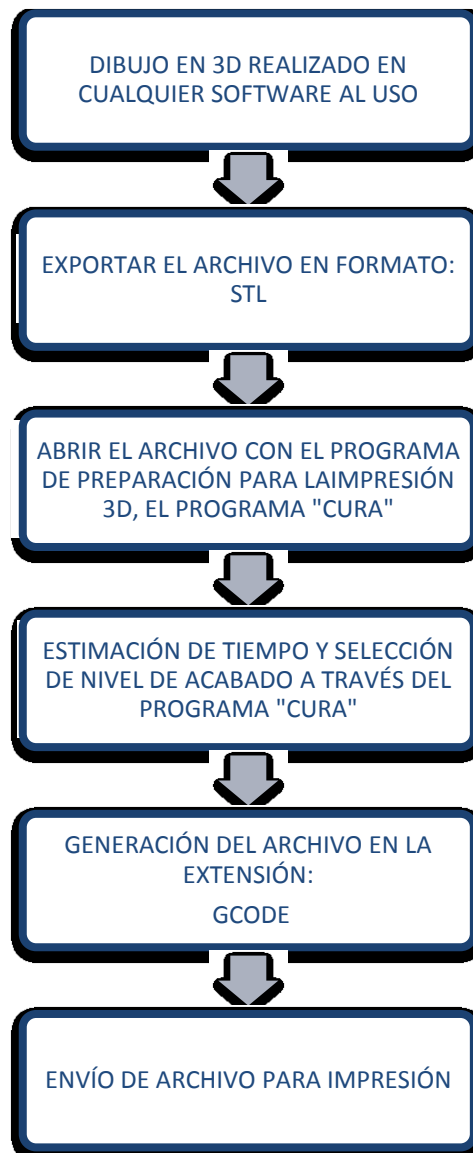 DIBUJO EN 3D REALIZADO EN
CUALQUIER SOFTWARE AL USO
EXPORTAR EL ARCHIVO EN FORMATO:
STL
ABRIR EL ARCHIVO CON EL PROGRAMA
DE PREPARACIÓN PARA LAIMPRESIÓN
3D, EL PROGRAMA "CURA"
ESTIMACIÓN DE TIEMPO Y SELECCIÓN
DE NIVEL DE ACABADO A TRAVÉS DEL
PROGRAMA "CURA"
GENERACIÓN DEL ARCHIVO EN LA
EXTENSIÓN:
GCODE
ENVÍO DE ARCHIVO PARA IMPRESIÓN